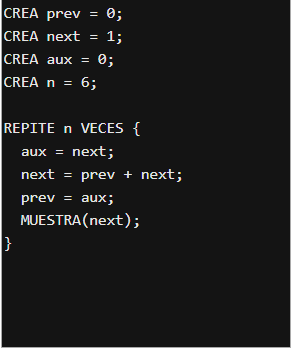 CREA prev = 0;
CREA next = 1;
CREA aux = 0;
CREA n = 6;

REPITE n VECES {
  aux = next;
  next = prev + next;
  prev = aux;
  MUESTRA(next);
}